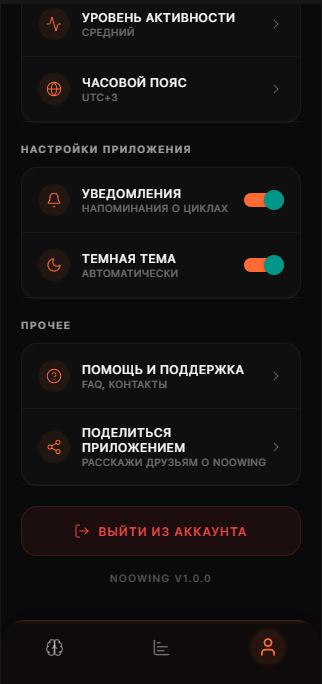 УРОВЕНЬ АКТИВНОСТИ
СРЕДНИЙ
ЧАСОВОЙ ПОЯС
UTC+3
НАСТРОЙКИ ПРИЛОЖЕНИЯ
УВЕДОМЛЕНИЯ
НАПОМИНАНИЯ О ЦИКЛАХ
ТЕМНАЯ ТЕМА
АВТОМАТИЧЕСКИ
ПРОЧЕЕ
ПОМОЩЬ И ПОДДЕРЖКА
FAQ, КОНТАКТЫ
ПОДЕЛИТЬСЯ
ПРИЛОЖЕНИЕМ
РАССКАЖИ ДРУЗЬЯМ О NOOWING
ВЫЙТИ ИЗ АККАУНТА
NOOWING V1.0.0